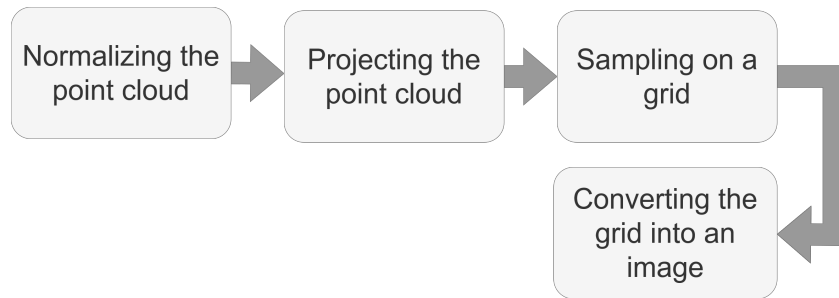 Normalizing the
point cloud
Projecting the
point cloud
Sampling on a
grid
Converting the
grid into an
image